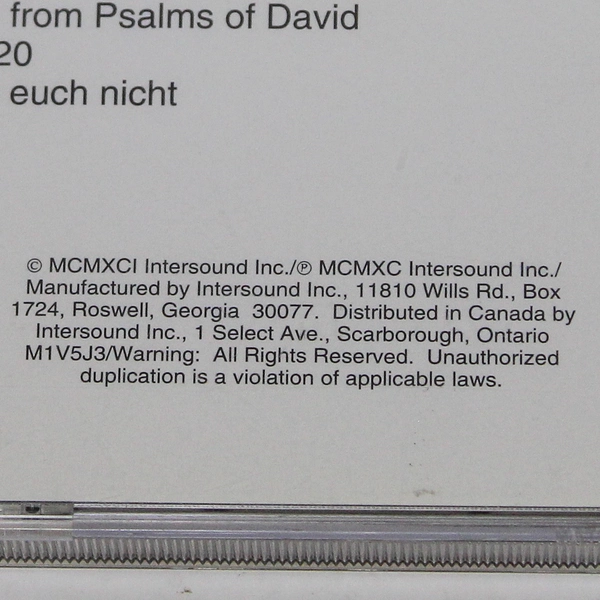 from Psalms of David
20
euch nicht
© MCMXCI Intersound Inc./℗ MCMXC Intersound Inc./
Manufactured by Intersound Inc., 11810 Wills Rd., Box
1724, Roswell, Georgia 30077. Distributed in Canada by
Intersound Inc., 1 Select Ave., Scarborough, Ontario
M1V5J3/Warning: All Rights Reserved. Unauthorized
duplication is a violation of applicable laws.